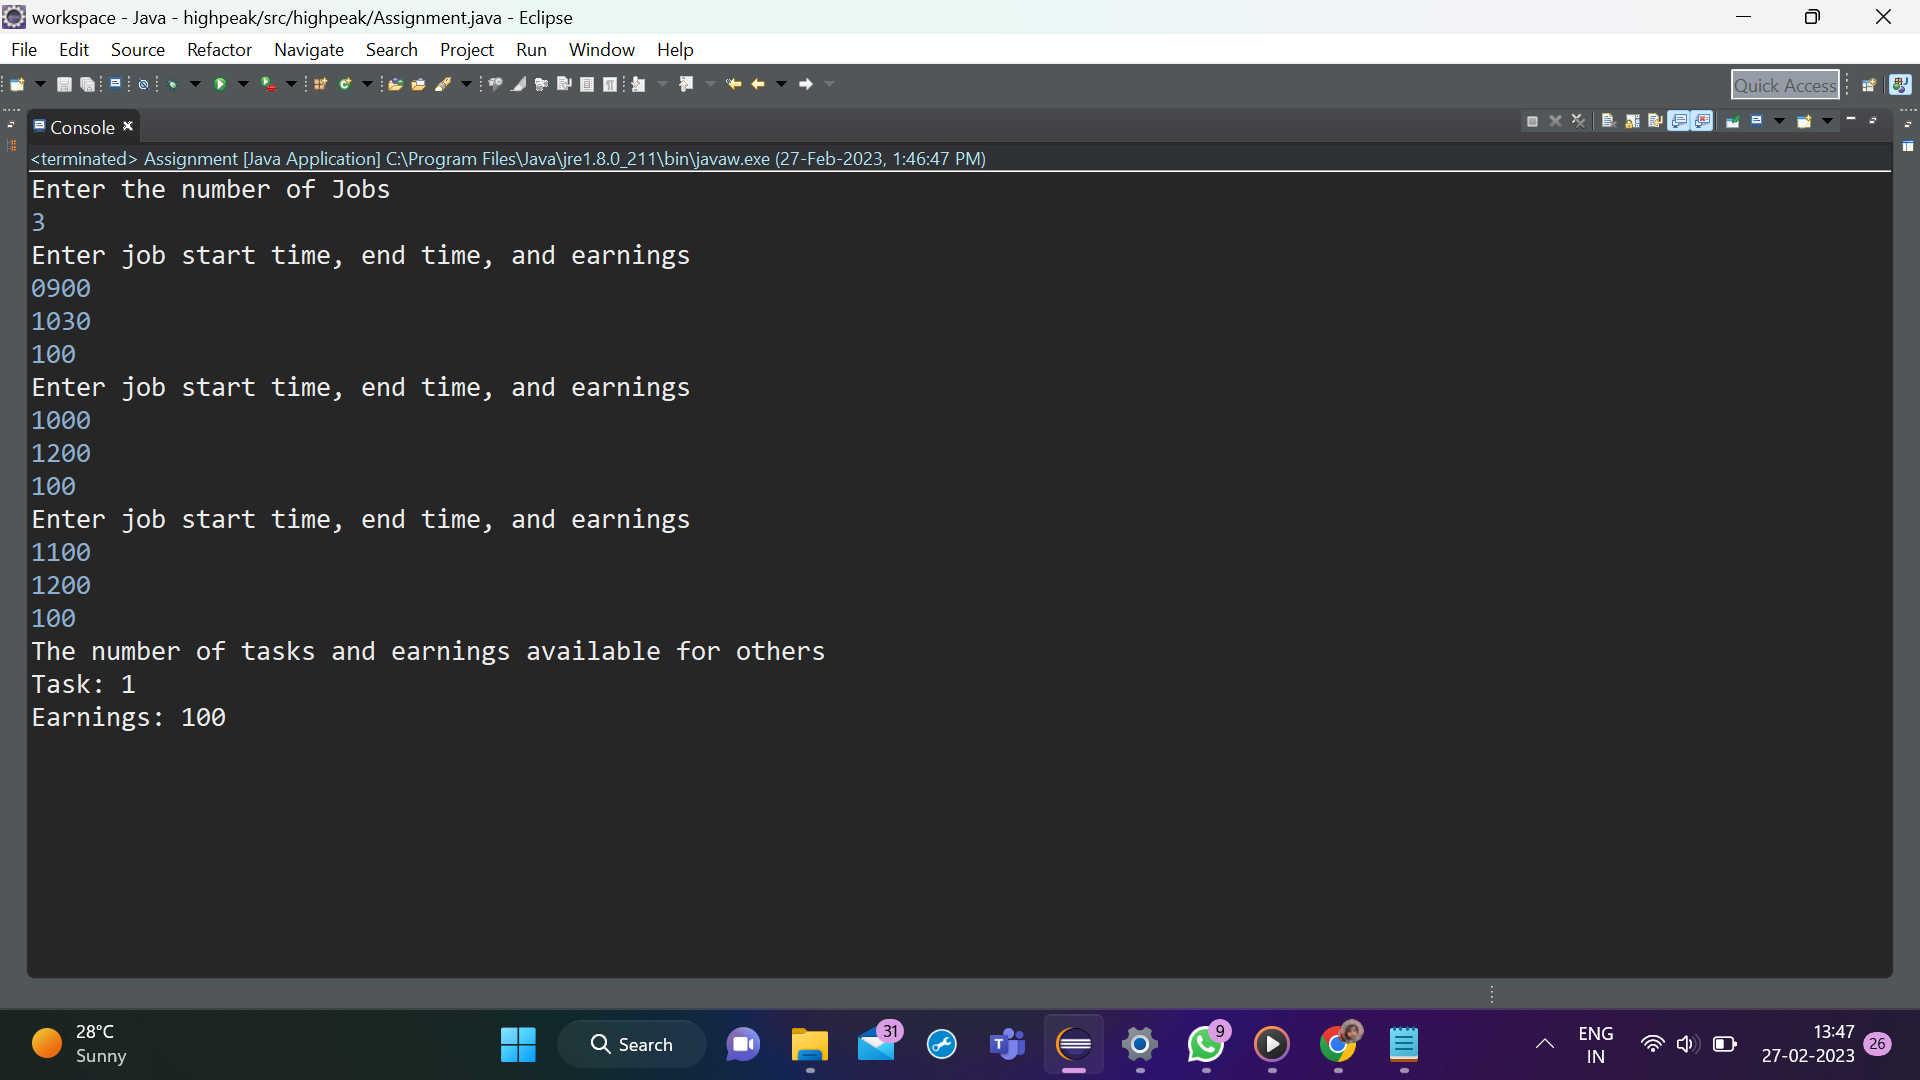 workspace - Java - highpeak/src/highpeak/Assignment.java - Eclipse
File Edit Source Refactor Navigate Search Project Run Window Help
Quick Access
Console
<terminated> Assignment [Java Application] C:\Program Files\Java\jre1.8.0_211\bin\javaw.exe (27-Feb-2023, 1:46:47 PM)
Enter the number of Jobs
3
Enter job start time, end time, and earnings
0900
1030
100
Enter job start time, end time, and earnings
1000
1200
100
Enter job start time, end time, and earnings
1100
1200
100
The number of tasks and earnings available for others
Task: 1
Earnings: 100
28°C
Sunny
Search
31
9
ENG
IN
13:47
27-02-2023
26